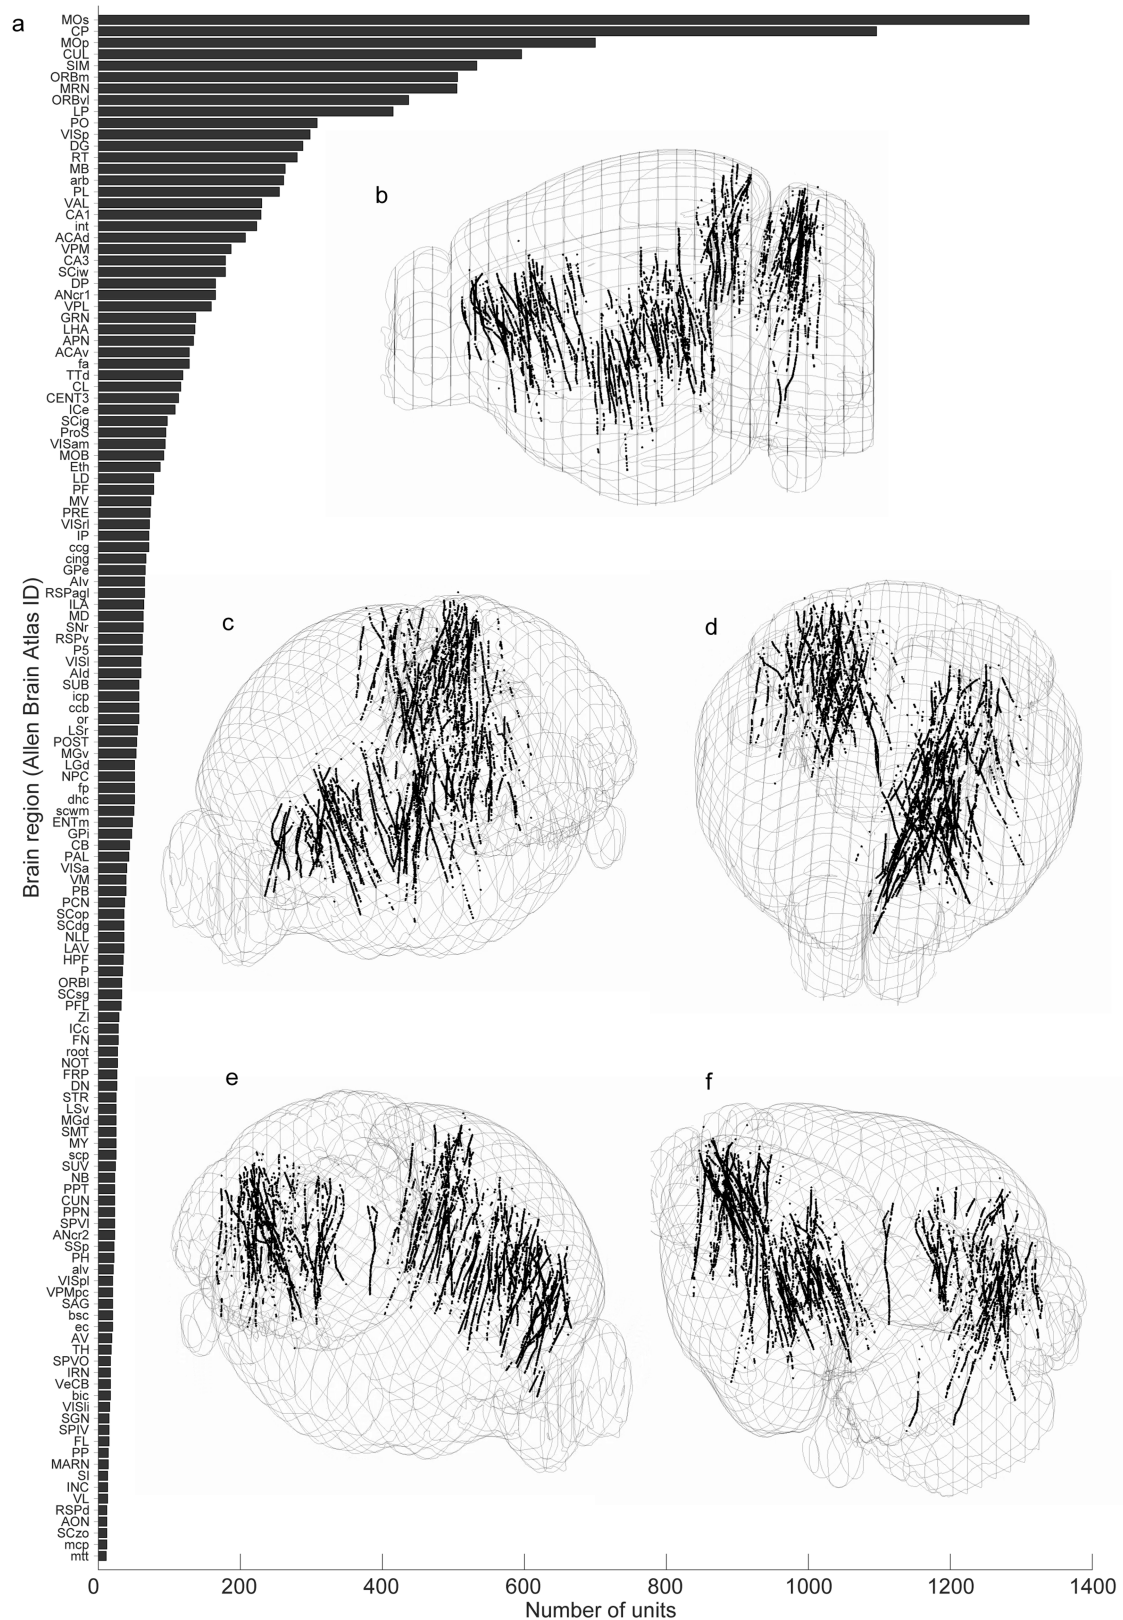 a
MOs
CP
MOp
CUL
SIM
ORBm
MRN
ORBvl
LP
PO
VISp
DG
RT
MB
arb
PL
VAL
CA1
int
ACAd
VPM
CA3
SCiw
DP
ANcr1
VPL
GRN
LHA
APN
ACAv
fa
TTd
CL
CENT3
ICe
SCig
ProS
VISam
MOB
Eth
LD
PF
MV
PRE
VISrl
IP
ccg
cing
GPe
AIv
RSPagl
ILA
MD
SNr
RSPv
P5
VISl
AId
SUB
icp
ccb
or
LSr
POST
MGv
LGd
NPC
fp
dhc
scwm
ENTm
GPi
CB
PAL
VISa
VM
PB
PCN
SCop
SCdg
NLL
LAV
HPF
P
ORBl
SCsg
PFL
ZI
ICc
FN
root
NOT
FRP
DN
STR
LSv
MGd
SMT
MY
scp
SUV
NB
PPT
CUN
PPN
SPVI
ANcr2
SSp
PH
alv
VISpl
VPMpc
SAG
bsc
ec
AV
TH
SPVO
IRN
VeCB
bic
VISli
SGN
SPIV
FL
PP
MARN
SI
INC
VL
RSPd
AON
SCzo
mcp
mtt
Brain region (Allen Brain Atlas ID)
0 200 400 600 800 1000 1200 1400
Number of units
b
c
d
e
f